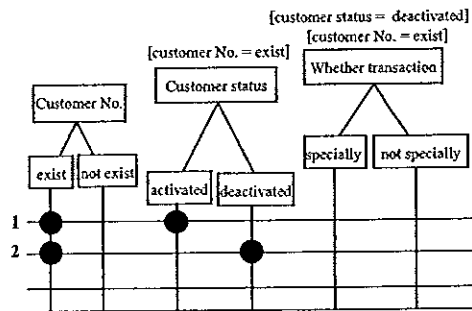 [customer status = deactivated]
[customer No. = exist]
[customer No. = exist]
Whether transaction
Customer status
Customer No.
specially
not specially
exist
not exist
activated
deactivated
1
2